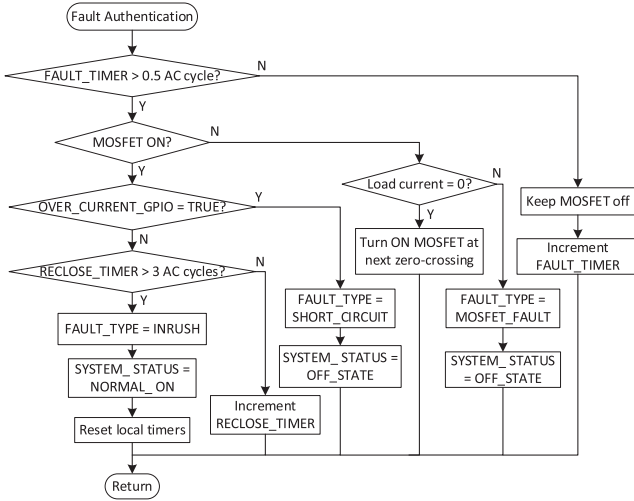 Fault Authentication
FAULT_TIMER > 0.5 AC cycle?
N
Y
MOSFET ON?
N
Y
Load current = 0?
N
Y
OVER_CURRENT_GPIO = TRUE?
Y
N
Keep MOSFET off
Turn ON MOSFET at
next zero-crossing
Increment
FAULT_TIMER
RECLOSE_TIMER > 3 AC cycles?
N
Y
FAULT_TYPE =
SHORT_CIRCUIT
FAULT_TYPE =
MOSFET_FAULT
FAULT_TYPE = INRUSH
SYSTEM_ STATUS =
OFF_STATE
SYSTEM_ STATUS
= OFF_STATE
SYSTEM_ STATUS =
NORMAL_ ON
Increment
RECLOSE_TIMER
Reset local timers
Return